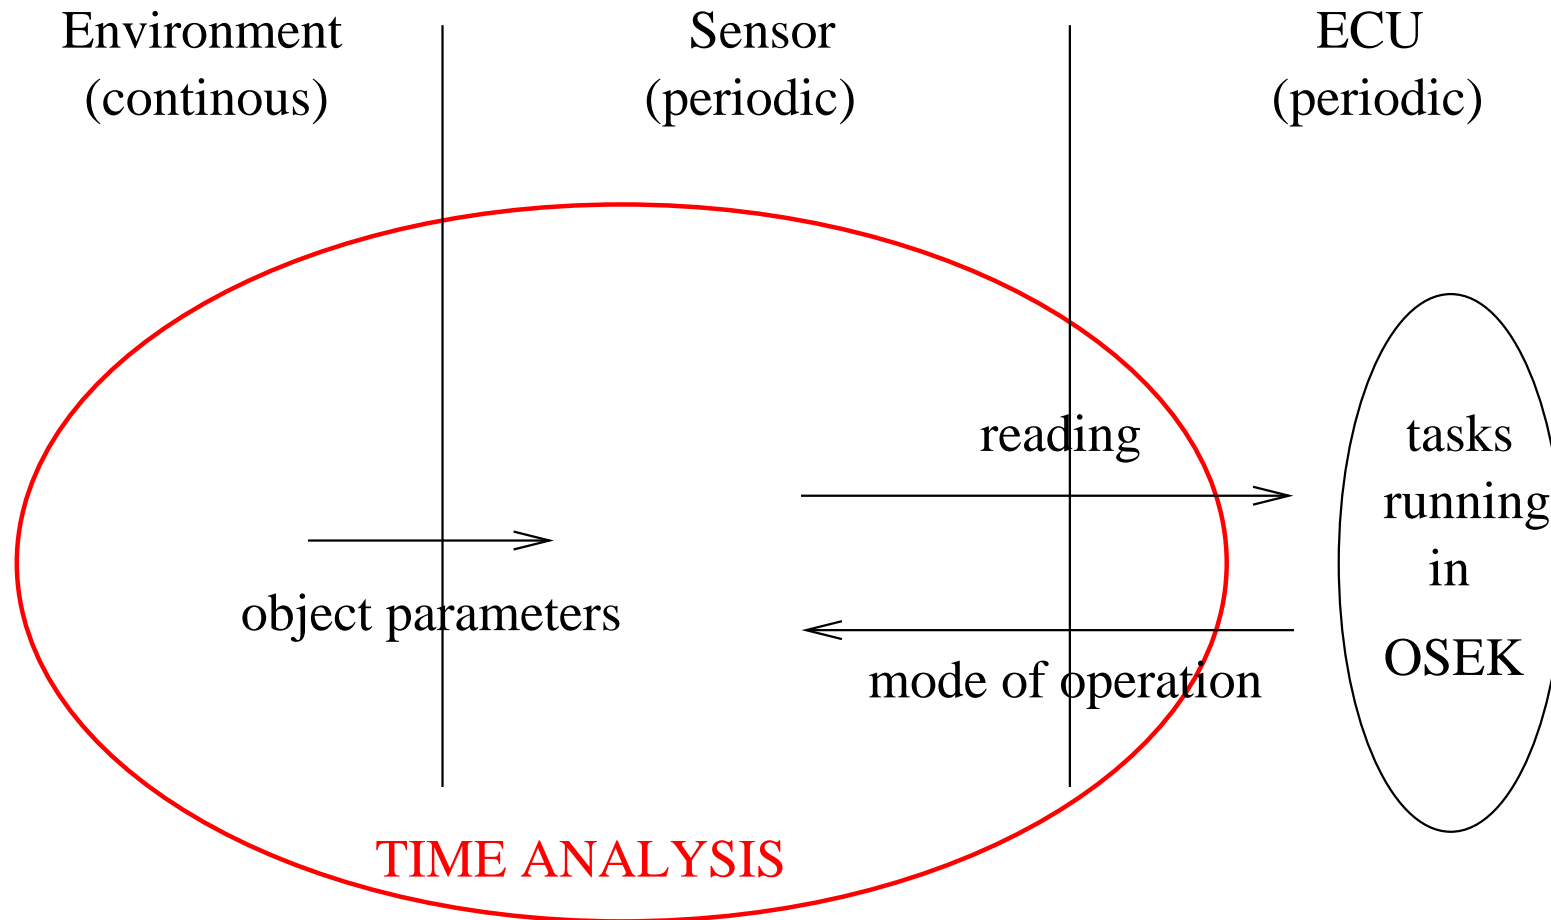 Environment
(continous)
Sensor
(periodic)
ECU
(periodic)
reading
object parameters
mode of operation
tasks
running
in
OSEK
TIME ANALYSIS